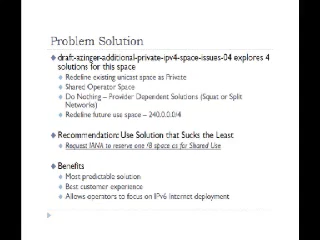 Problem Solution
draft-azinger-additional-private-ipv4-space-issues-04 explores 4
solutions for this space
Redefine existing unicast space as Private
Shared Operator Space
Do Nothing – Provider Dependent Solutions (Squat or Split
Networks)
Redefine future use space – 240.0.0.0/4
Recommendation: Use Solution that Sucks the Least
Request IANA to reserve one /8 space as for Shared Use
Benefits
Most predictable solution
Best customer experience
Allows operators to focus on IPv6 Internet deployment